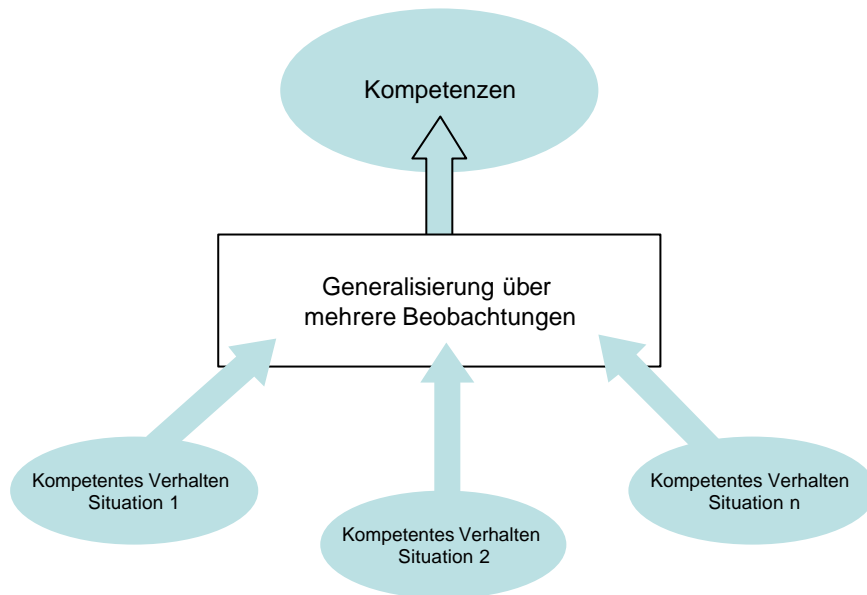 Kompetenzen
Generalisierung über
mehrere Beobachtungen
Kompetentes Verhalten
Situation 1
Kompetentes Verhalten
Situation 2
Kompetentes Verhalten
Situation n